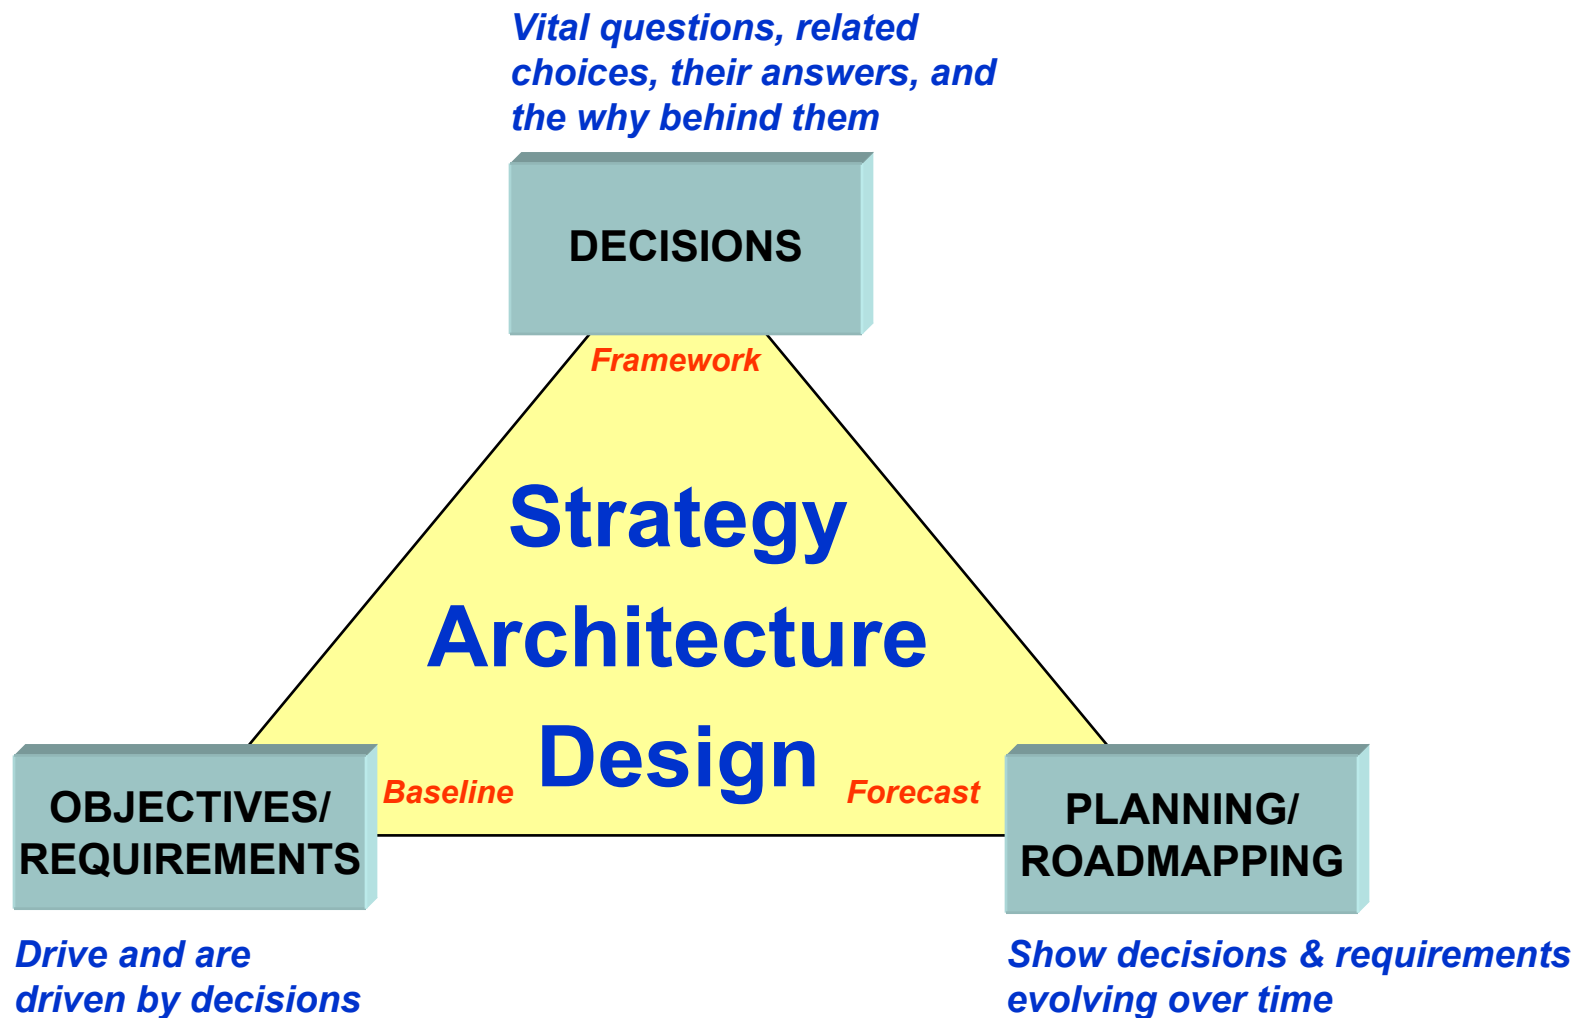 Vital questions, related
choices, their answers, and
the why behind them
DECISIONS
Framework
Strategy
Architecture
Design
Baseline
Forecast
OBJECTIVES/
REQUIREMENTS
PLANNING/
ROADMAPPING
Drive and are
driven by decisions
Show decisions & requirements
evolving over time